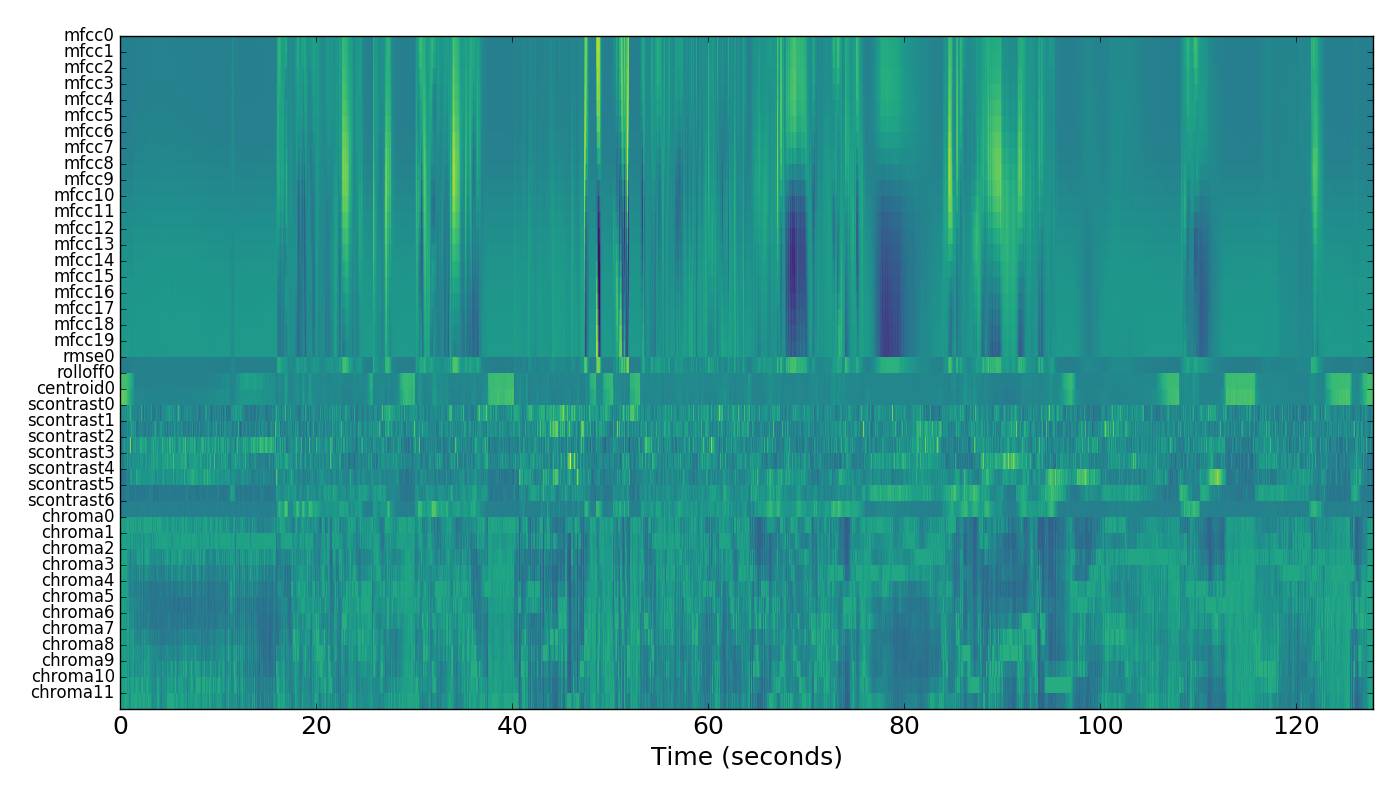 mfcc0
mfcc1
mfcc2
mfcc3
mfcc4
mfcc5
mfcc6
mfcc7
mfcc8
mfcc9
mfcc10
mfcc11
mfcc12
mfcc13
mfcc14
mfcc15
mfcc16
mfcc17
mfcc18
mfcc19
rmse0
rolloff0
centroid0
scontrast0
scontrast1
scontrast2
scontrast3
scontrast4
scontrast5
scontrast6
chroma0
chroma1
chroma2
chroma3
chroma4
chroma5
chroma6
chroma7
chroma8
chroma9
chroma10
chroma11
0 20 40 60 80 100 120
Time (seconds)